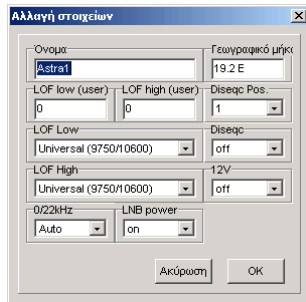 Αλλαγή στοιχείων
Όνομα
Γεωγραφικό μήκο
Astra1
19.2 E
LOF low (user)
LOF high (user)
Diseqc Pos.
0
0
1
LOF Low
Diseqc
Universal (9750/10600)
off
LOF High
12V
Universal (9750/10600)
off
0/22kHz
LNB power
Auto
on
Ακύρωση
OK